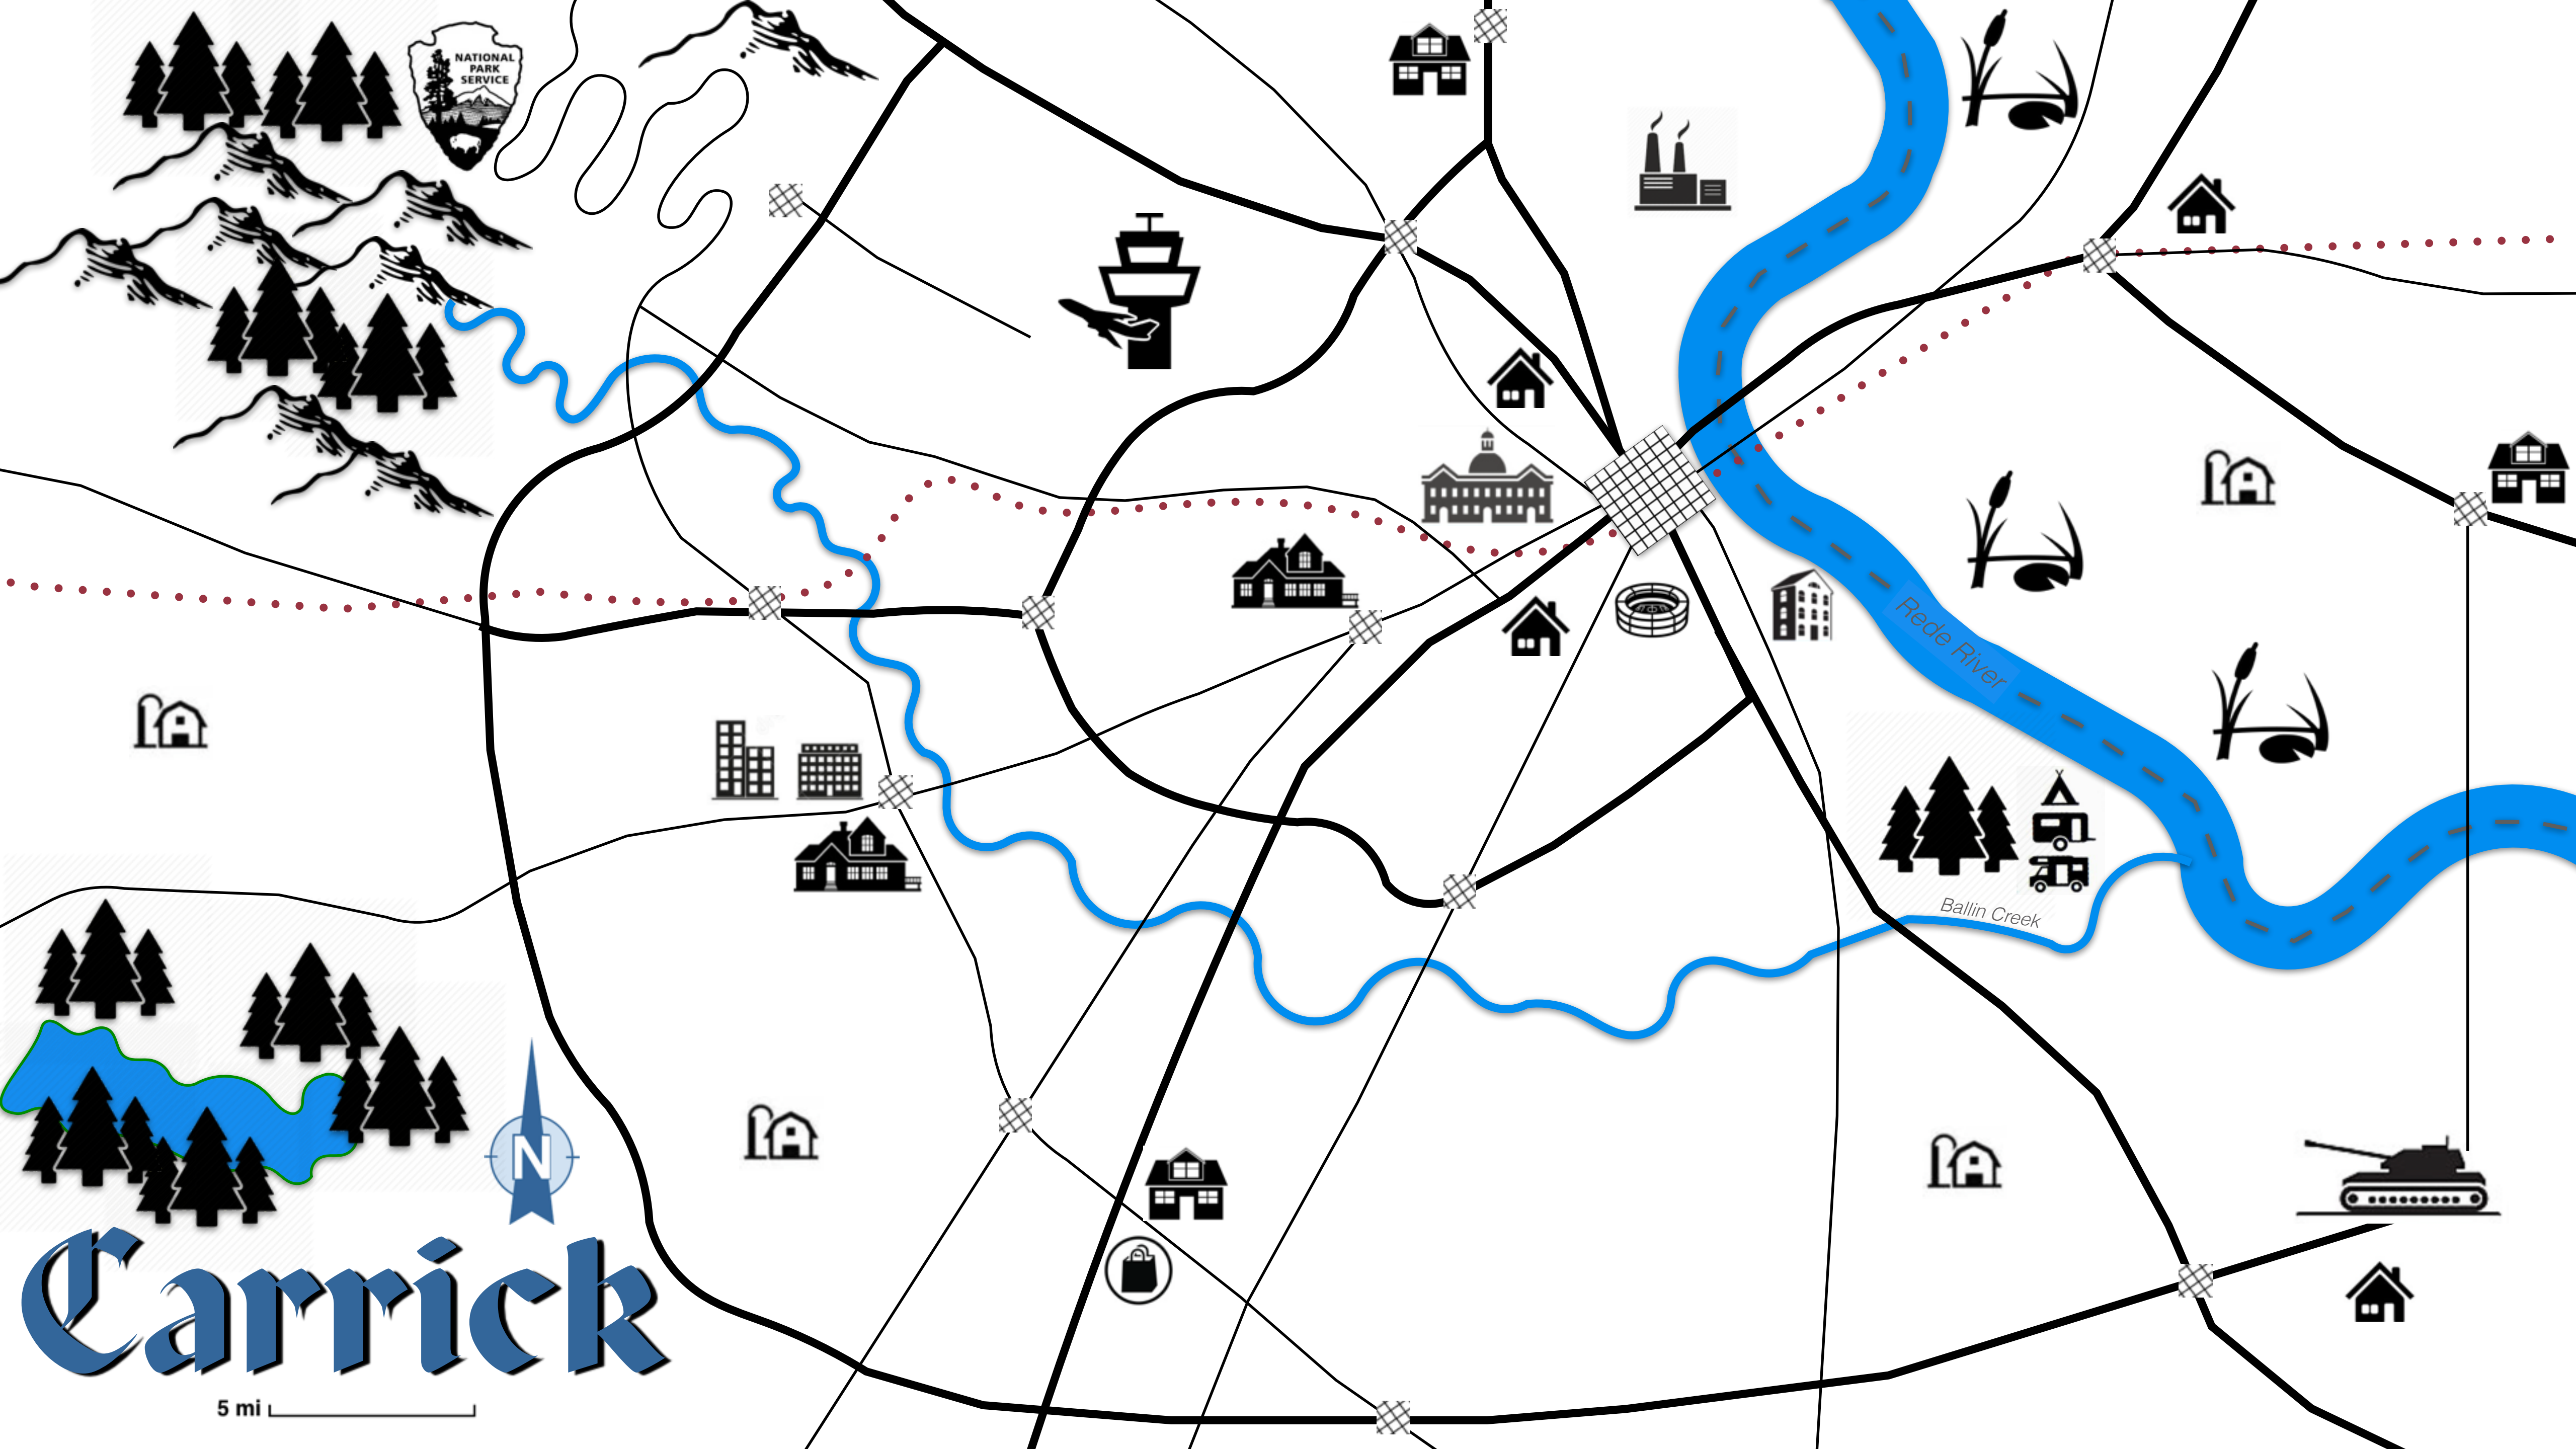 NATIONAL
PARK
SERVICE
Rede River
Ballin Creek
N
Carrick
5 mi